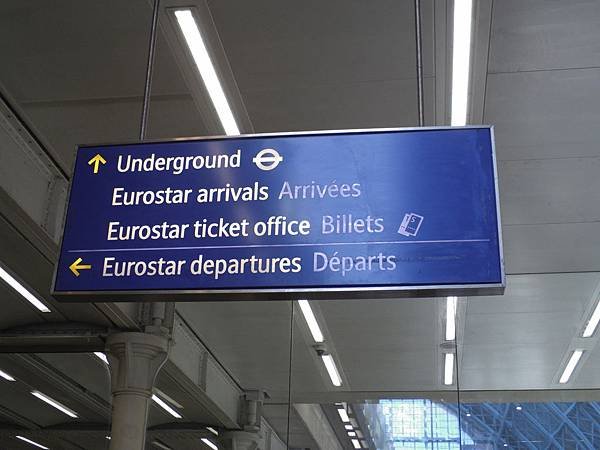 Underground
Eurostar arrivals Arrivées
Eurostar ticket office Billets
Eurostar departures Départs